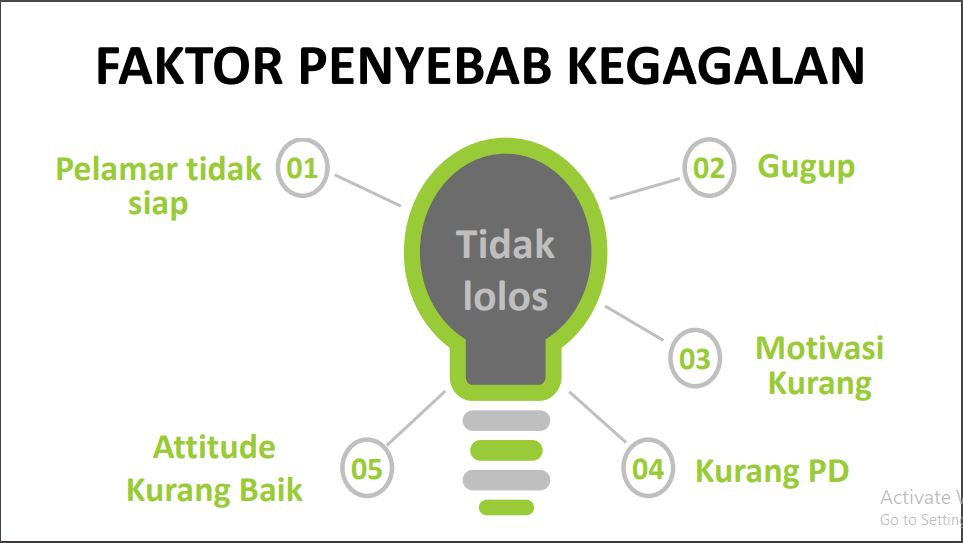 FAKTOR PENYEBAB KEGAGALAN
Pelamar tidak
siap
01
02
Gugup
Tidak
lolos
03
Motivasi
Kurang
Attitude
Kurang Baik
05
04
Kurang PD
Activate
Go to